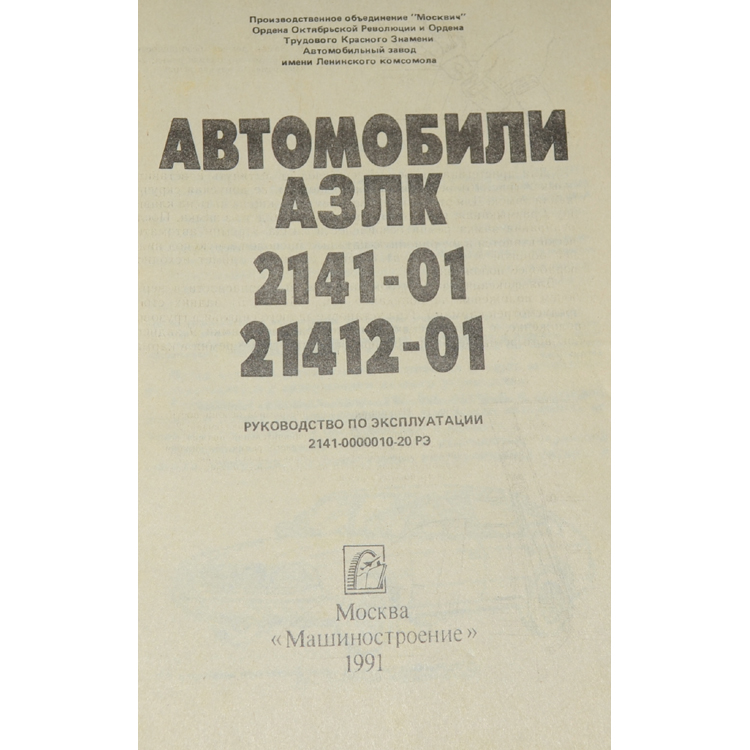 Производственное объединение "Москвич"
Ордена Октябрьской Революции и Ордена
Трудового Красного Знамени
Автомобильный завод
имени Ленинского комсомола
АВТОМОБИЛИ
АЗЛК
2141-01
21412-01
РУКОВОДСТВО ПО ЭКСПЛУАТАЦИИ
2141-0000010-20 РЭ
Москва
«Машиностроение»
1991